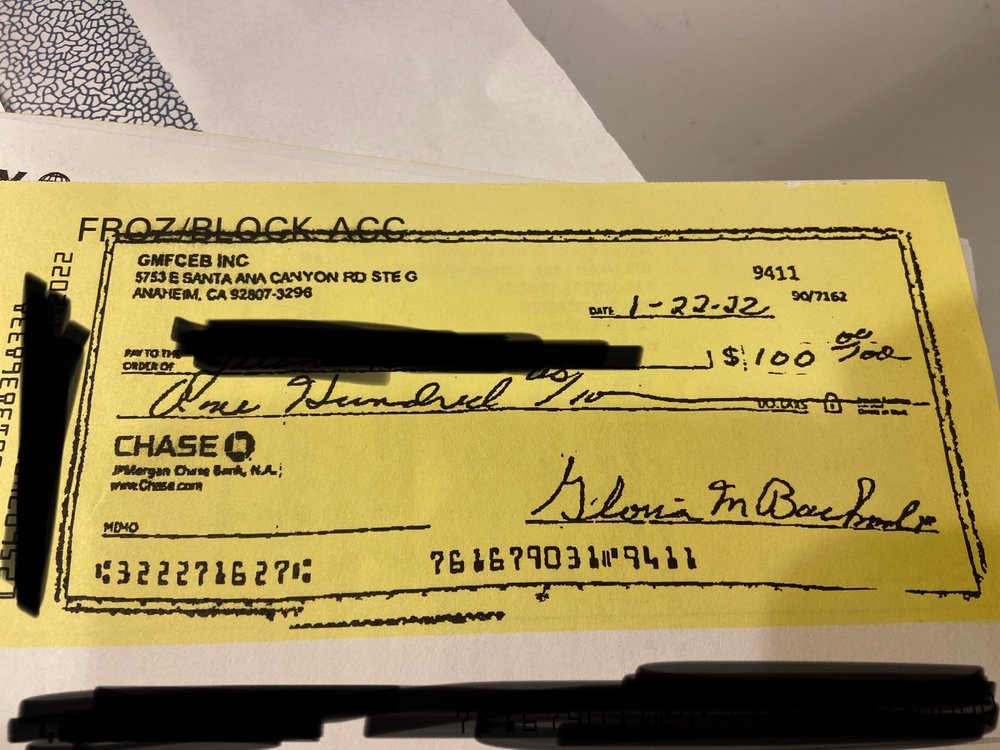 FROZ/BLOCK ACC
GMFCEB INC
5753 E SANTA ANA CANYON RD STE G
ANAHEIM, CA 92807-3296
9411
90/7162
DATE 1-22-22
PAY TO THE
ORDER OF
$ 100 00/100
One Hundred 00/10
DOLLARS
CHASE
JPMorgan Chase Bank, N.A.
www.Chase.com
Gloria M
MEMO
⑆322271627⑆ 761679031⑈9411